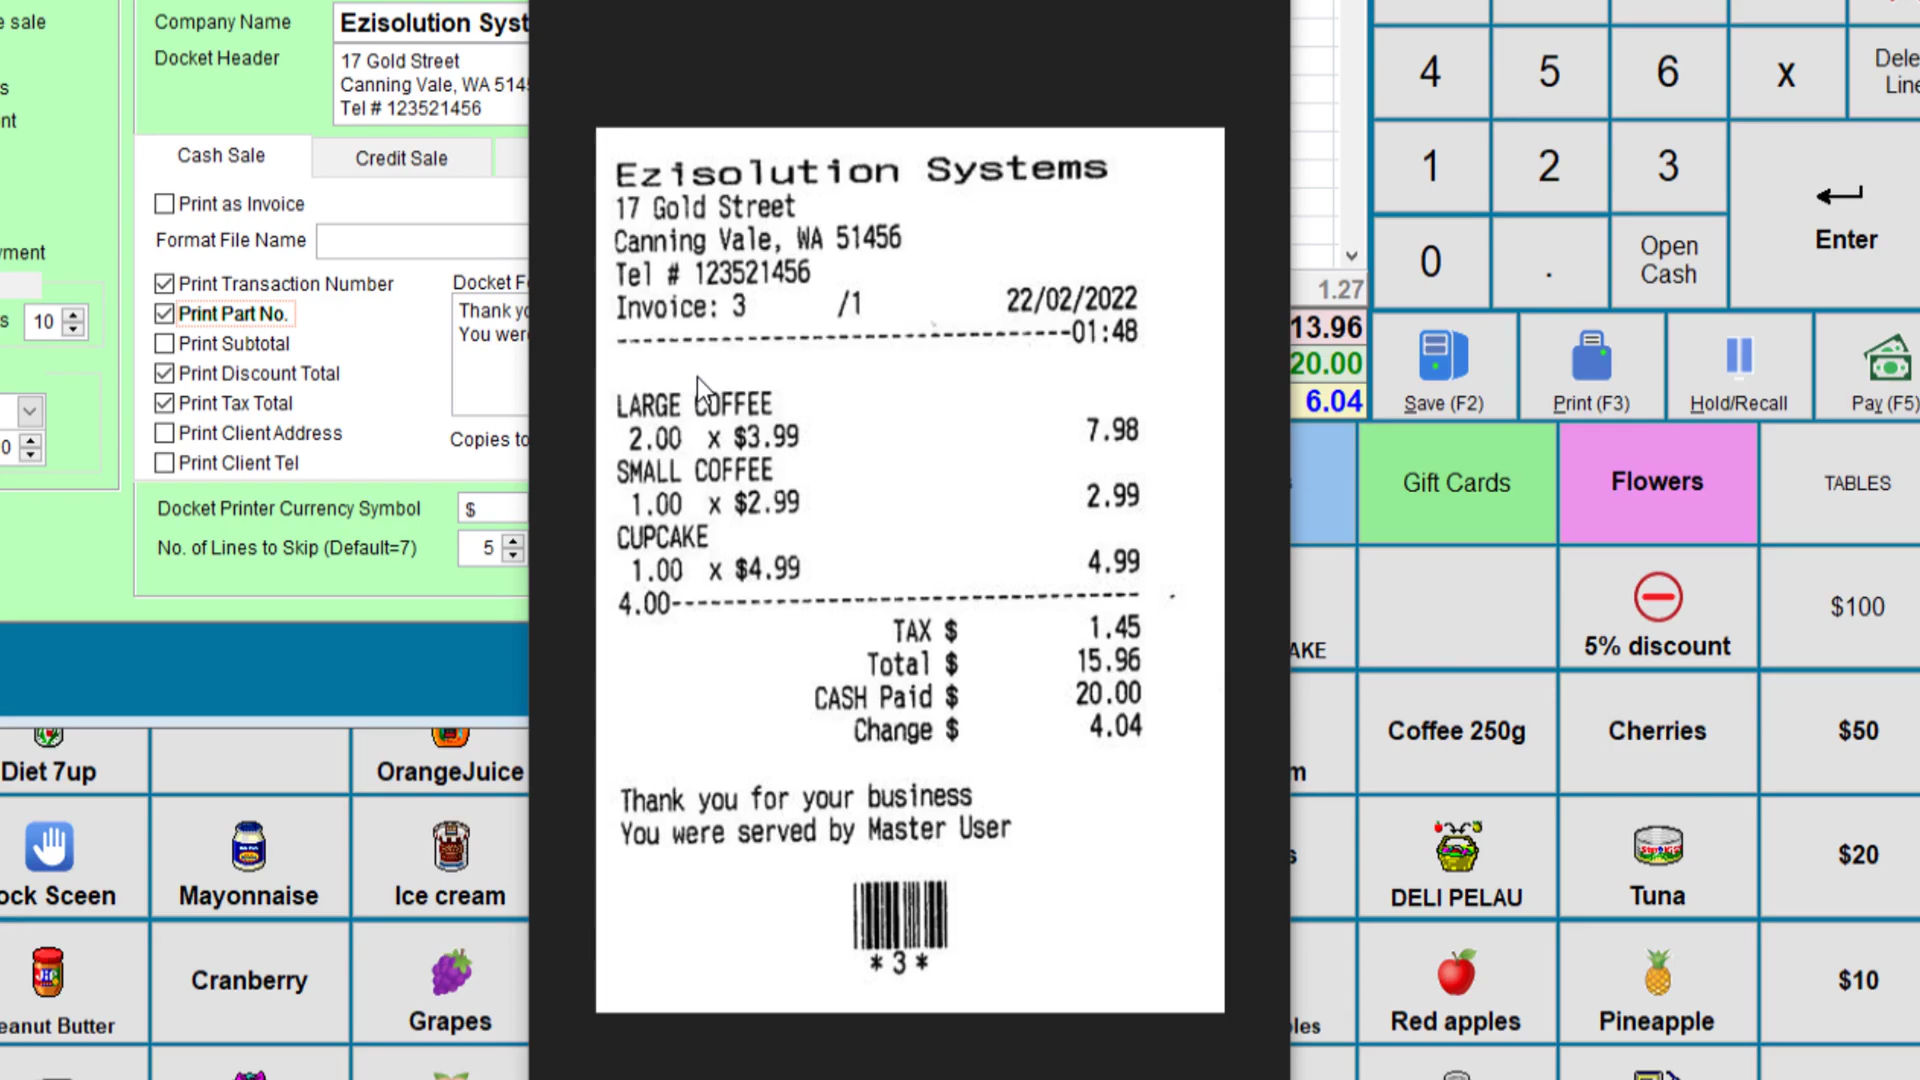 e sale
s
nt
yment
s 10
0
Company Name
Ezisolution Syst
Docket Header
17 Gold Street
Canning Vale, WA 5145
Tel # 123521456
Cash Sale
Credit Sale
Print as Invoice
Format File Name
Print Transaction Number
Docket Fo
Print Part No.
Thank yo
Print Subtotal
You were
Print Discount Total
Print Tax Total
Print Client Address
Copies to
Print Client Tel
Docket Printer Currency Symbol $
No. of Lines to Skip (Default=7) 5
Diet 7up
OrangeJuice
ock Sceen
Mayonnaise
Ice cream
eanut Butter
Cranberry
Grapes
Ezisolution Systems
17 Gold Street
Canning Vale, WA 51456
Tel # 123521456
Invoice: 3 /1 22/02/2022
---------------------------------01:48
LARGE COFFEE
2.00 x $3.99 7.98
SMALL COFFEE
1.00 x $2.99 2.99
CUPCAKE
1.00 x $4.99 4.99
4.00------------------------------------
TAX $ 1.45
Total $ 15.96
CASH Paid $ 20.00
Change $ 4.04
Thank you for your business
You were served by Master User
*3*
1.27
13.96
20.00
6.04
4 5 6 x
Dele
Line
1 2 3
Enter
0 .
Open
Cash
Save (F2)
Print (F3)
Hold/Recall
Pay (F5)
s
Gift Cards
Flowers
TABLES
AKE
5% discount
$100
m
Coffee 250g
Cherries
$50
s
DELI PELAU
Tuna
$20
les
Red apples
Pineapple
$10